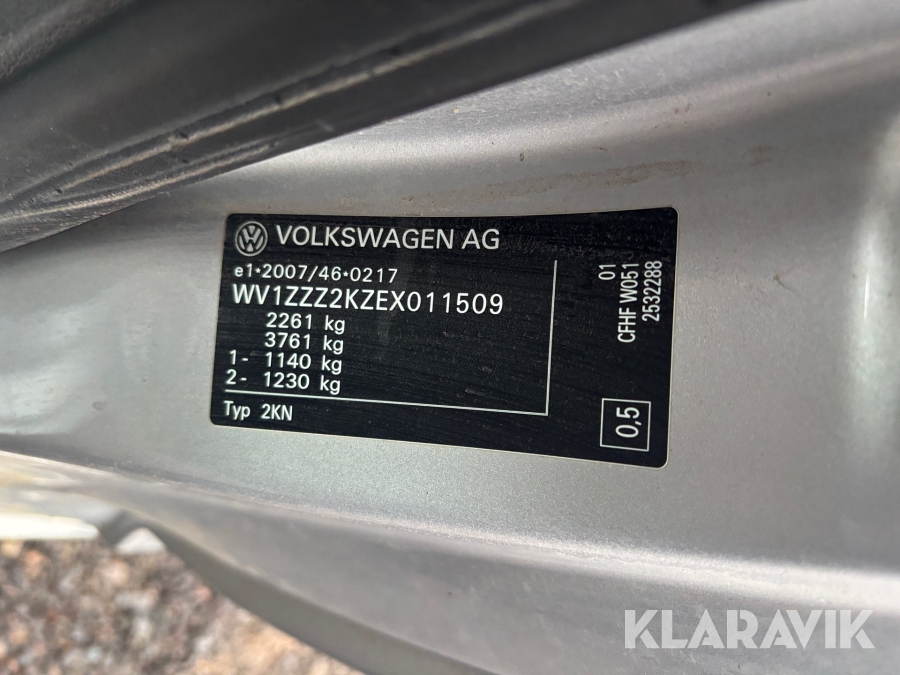 VOLKSWAGEN AG
e1*2007/46*0217
WV1ZZZ2KZEX011509
2261 kg
3761 kg
1- 1140 kg
2- 1230 kg
Typ 2KN
01
CFHF W051
2532288
0,5
KLARAVIK